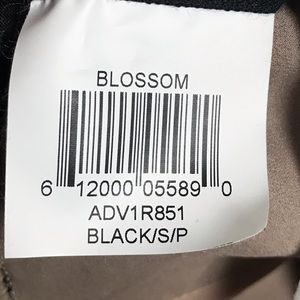 BLOSSOM
6 12000 05589 0
ADV1R851
BLACK/S/P